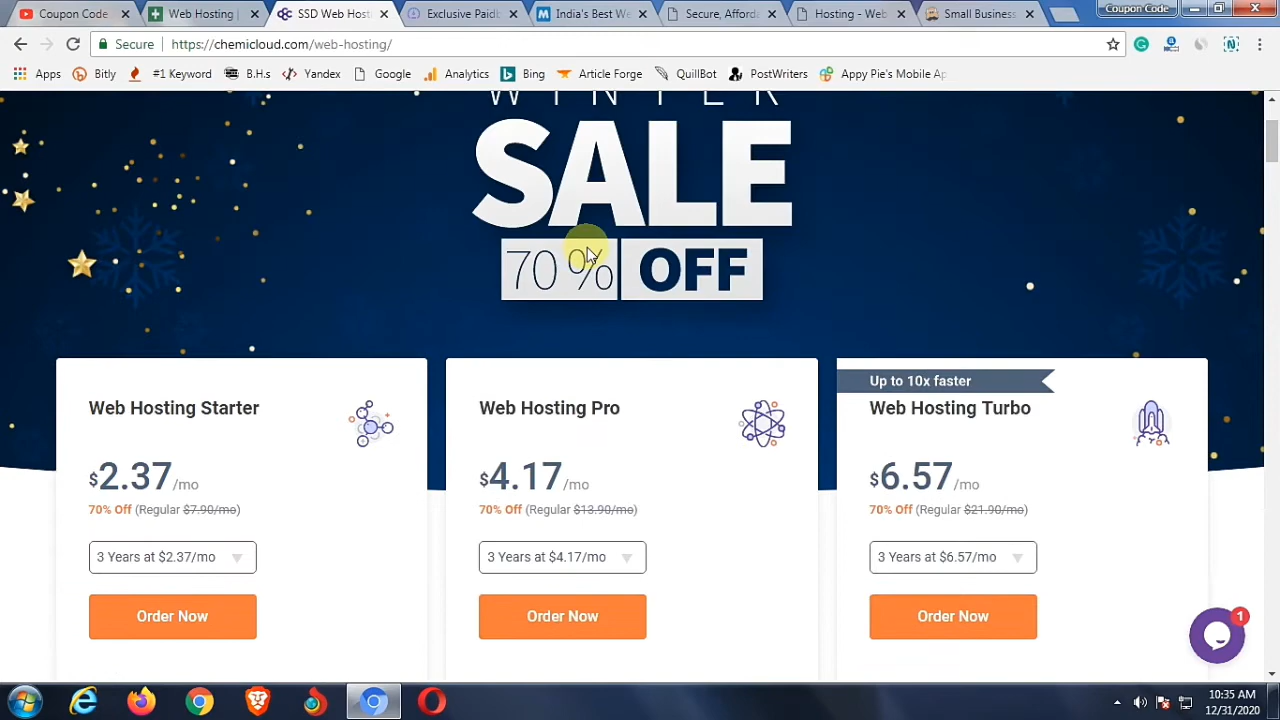 Coupon Code
Web Hosting |
SSD Web Host
Exclusive Paid
India's Best We
Secure, Afforda
Hosting - Web
Small Business
Coupon Code
Secure
https://chemicloud.com/web-hosting/
Apps
Bitly
#1 Keyword
B.H.s
Yandex
Google
Analytics
Bing
Article Forge
QuillBot
PostWriters
Appy Pie's Mobile Ap
WINTER
SALE
70% OFF
Up to 10x faster
Web Hosting Starter
Web Hosting Pro
Web Hosting Turbo
$2.37/mo
$4.17/mo
$6.57/mo
70% Off (Regular $7.90/mo)
70% Off (Regular $13.90/mo)
70% Off (Regular $21.90/mo)
3 Years at $2.37/mo
3 Years at $4.17/mo
3 Years at $6.57/mo
Order Now
Order Now
Order Now
1
10:35 AM
12/31/2020